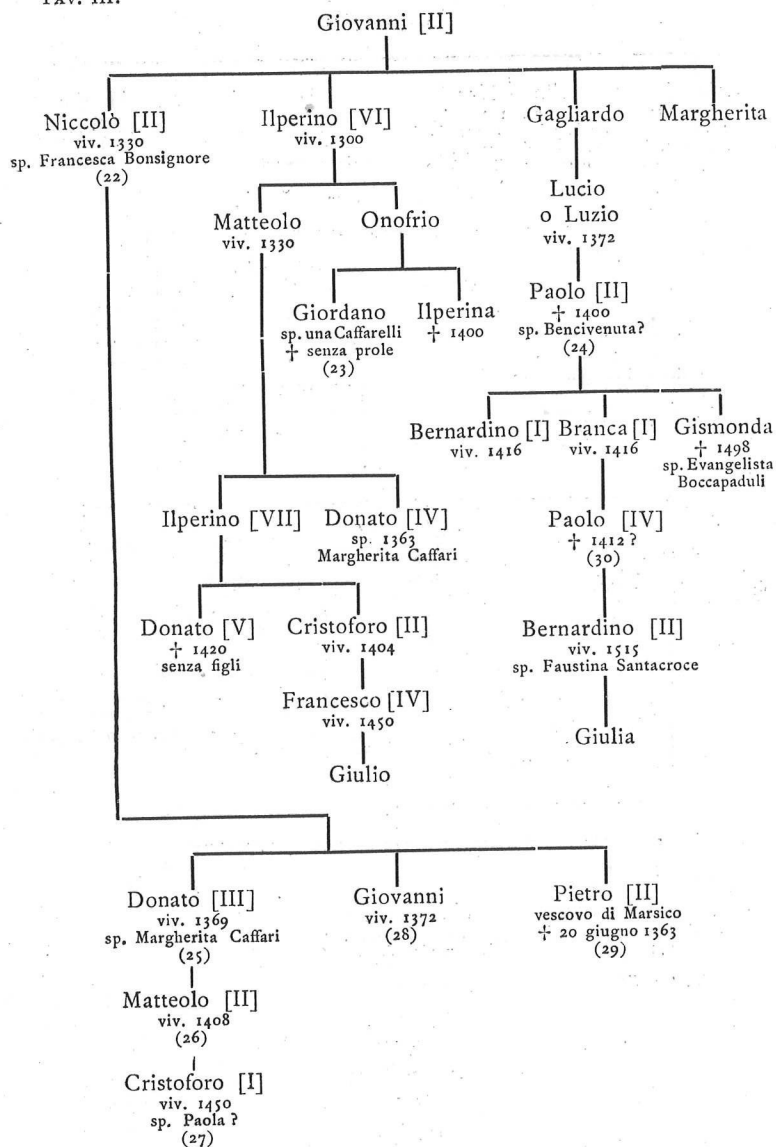 TAV. III.
Giovanni [II]
Niccolò [II]
viv. 1330
sp. Francesca Bonsignore
(22)
Ilperino [VI]
viv. 1300
Gagliardo
Margherita
Matteolo
viv. 1330
Onofrio
Lucio
o Luzio
viv. 1372
Giordano
sp. una Caffarelli
† senza prole
(23)
Ilperina
† 1400
Paolo [II]
† 1400
sp. Bencivenuta?
(24)
Bernardino [I]
viv. 1416
Branca [I]
viv. 1416
Gismonda
† 1498
sp. Evangelista
Boccapaduli
Ilperino [VII]
Donato [IV]
sp. 1363
Margherita Caffari
Paolo [IV]
† 1412?
(30)
Donato [V]
† 1420
senza figli
Cristoforo [II]
viv. 1404
Bernardino [II]
viv. 1515
sp. Faustina Santacroce
Francesco [IV]
viv. 1450
Giulia
Giulio
Donato [III]
viv. 1369
sp. Margherita Caffari
(25)
Giovanni
viv. 1372
(28)
Pietro [II]
vescovo di Marsico
† 20 giugno 1363
(29)
Matteolo [II]
viv. 1408
(26)
Cristoforo [I]
viv. 1450
sp. Paola?
(27)